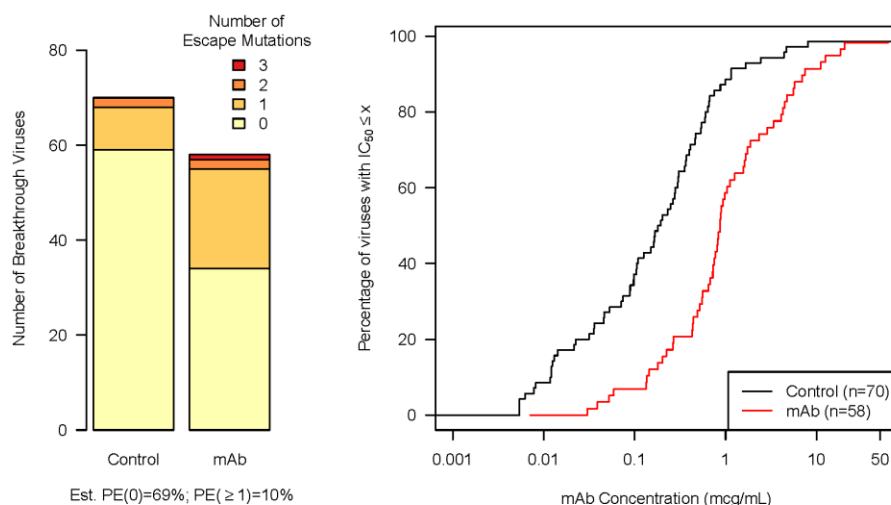 Number of
Escape Mutations
3
2
1
0
Number of Breakthrough Viruses
80
60
40
20
0
Control
mAb
Est. PE(0)=69%; PE( ≥ 1)=10%
Percentage of viruses with IC₅₀ ≤ x
100
80
60
40
20
0
Control (n=70)
mAb (n=58)
0.001
0.01
0.1
1
10
50
mAb Concentration (mcg/mL)